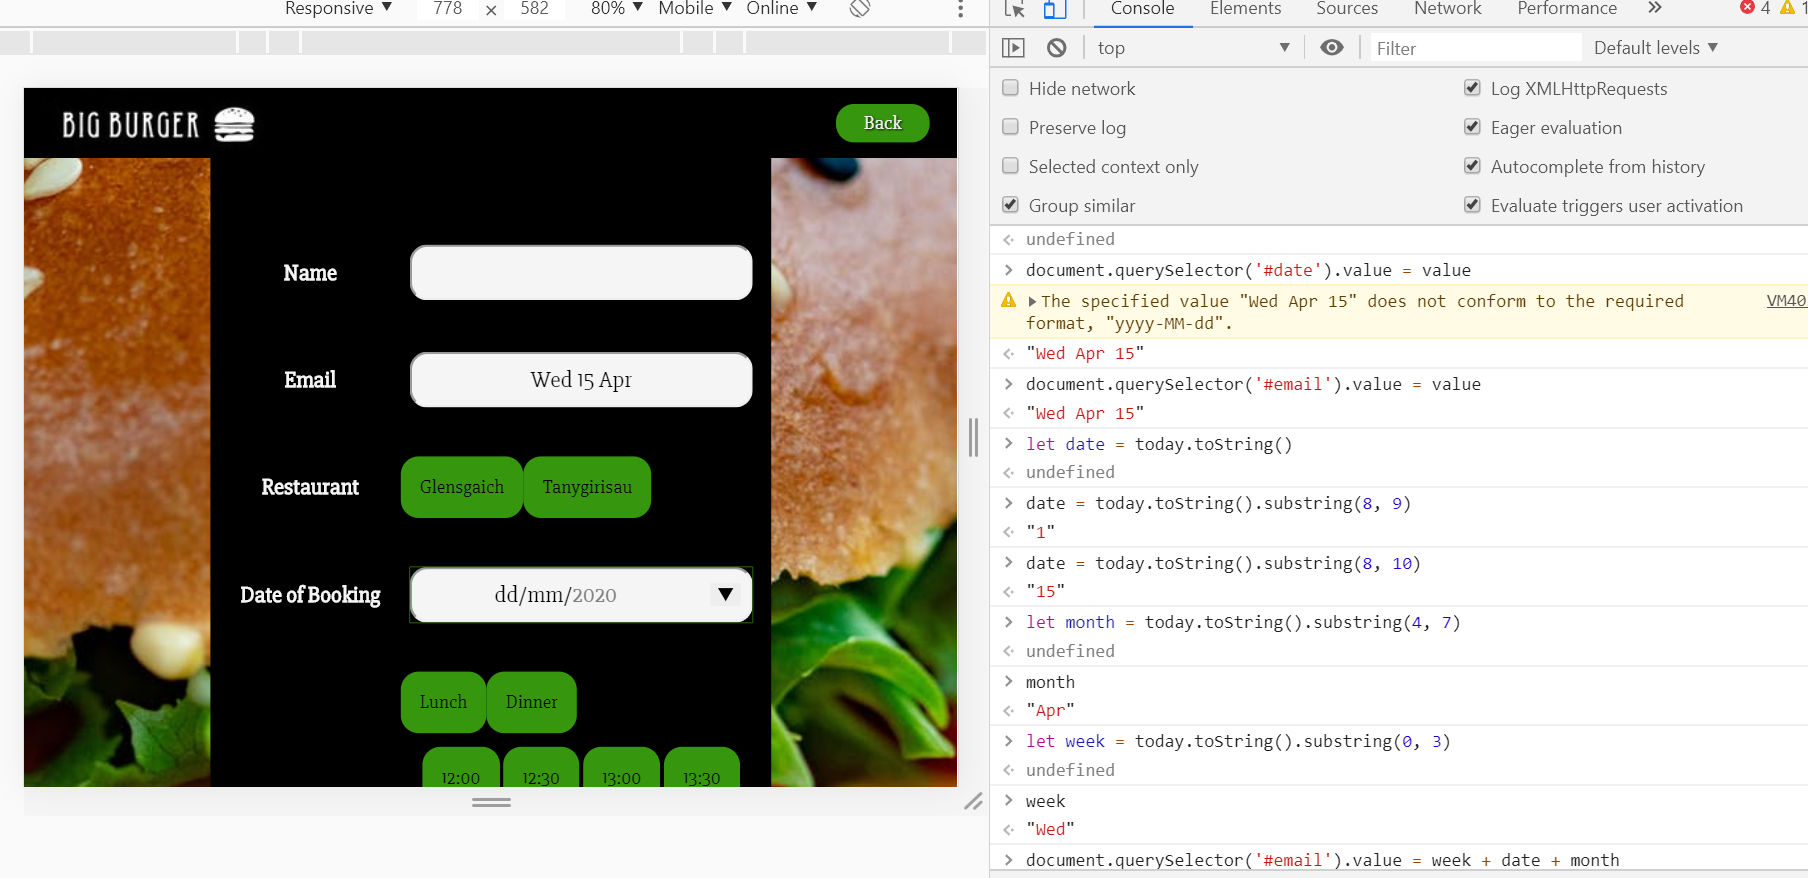 Responsive ▼ 778 × 582 80% ▼ Mobile ▼ Online ▼
BIG BURGER
Back
Name
Email
Wed 15 Apr
Restaurant
Glensgaich
Tanygirisau
Date of Booking
dd/mm/2020
Lunch
Dinner
12:00
12:30
13:00
13:30
Console Elements Sources Network Performance » 4 1
top ▼ Filter Default levels ▼
Hide network
Log XMLHttpRequests
Preserve log
Eager evaluation
Selected context only
Autocomplete from history
Group similar
Evaluate triggers user activation
undefined
document.querySelector('#date').value = value
The specified value "Wed Apr 15" does not conform to the required VM40
format, "yyyy-MM-dd".
"Wed Apr 15"
document.querySelector('#email').value = value
"Wed Apr 15"
let date = today.toString()
undefined
date = today.toString().substring(8, 9)
"1"
date = today.toString().substring(8, 10)
"15"
let month = today.toString().substring(4, 7)
undefined
month
"Apr"
let week = today.toString().substring(0, 3)
undefined
week
"Wed"
document.querySelector('#email').value = week + date + month